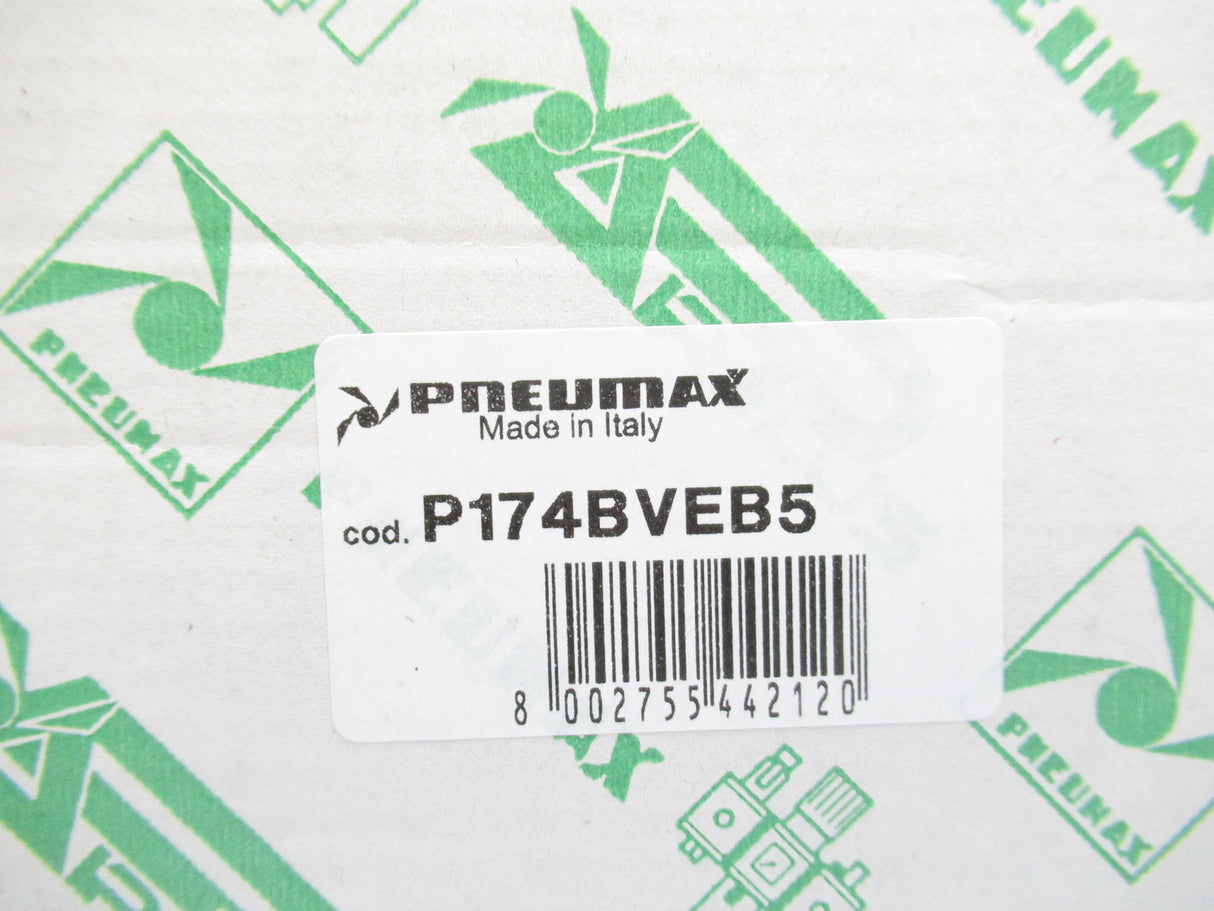 PNEUMAX
PNEUMAX
PNEUMAX
Made in Italy
cod. P174BVEB5
8 002755 442120
PNEUMAX